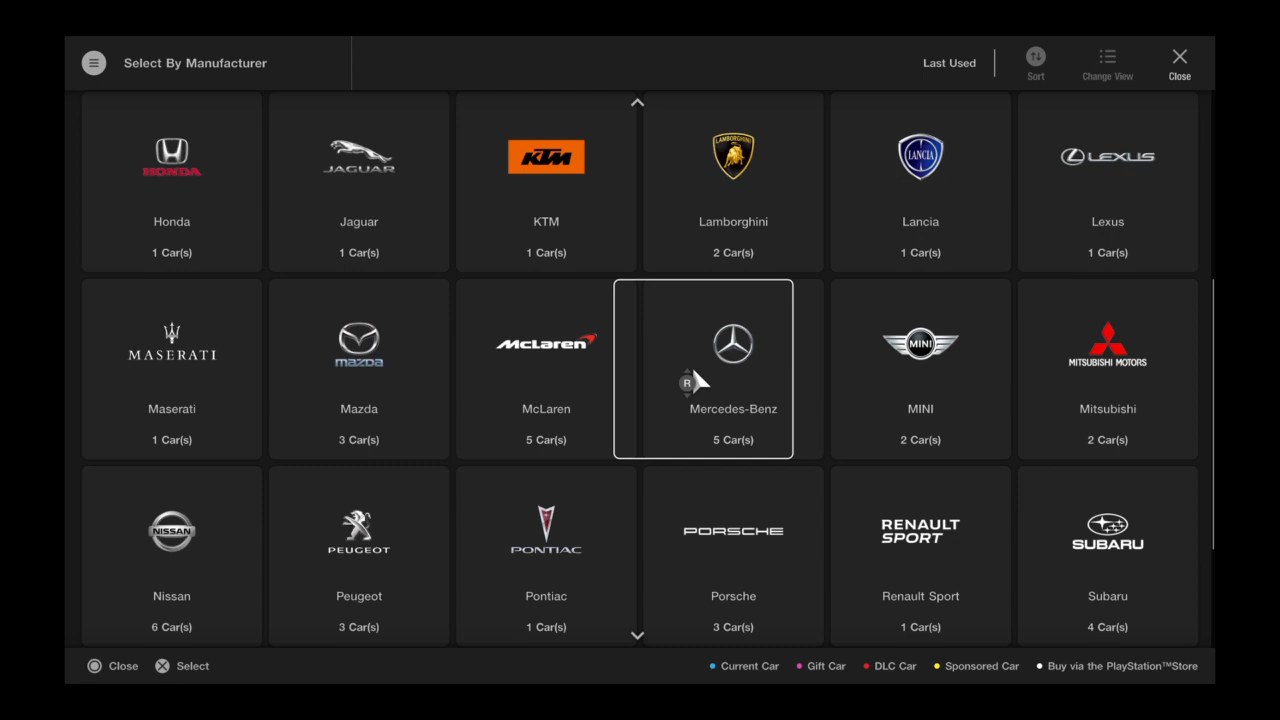 Select By Manufacturer
Last Used
Sort
Change View
Close
HONDA
JAGUAR
KTM
LAMBORGHINI
LANCIA
LEXUS
Honda
Jaguar
KTM
Lamborghini
Lancia
Lexus
1 Car(s)
1 Car(s)
1 Car(s)
2 Car(s)
1 Car(s)
1 Car(s)
MASERATI
mazda
McLaren
MINI
MITSUBISHI MOTORS
R
Maserati
Mazda
McLaren
Mercedes-Benz
MINI
Mitsubishi
1 Car(s)
3 Car(s)
5 Car(s)
5 Car(s)
2 Car(s)
2 Car(s)
NISSAN
PEUGEOT
PONTIAC
PORSCHE
RENAULT
SPORT
SUBARU
Nissan
Peugeot
Pontiac
Porsche
Renault Sport
Subaru
6 Car(s)
3 Car(s)
1 Car(s)
3 Car(s)
1 Car(s)
4 Car(s)
Close
Select
Current Car
Gift Car
DLC Car
Sponsored Car
Buy via the PlayStation™Store